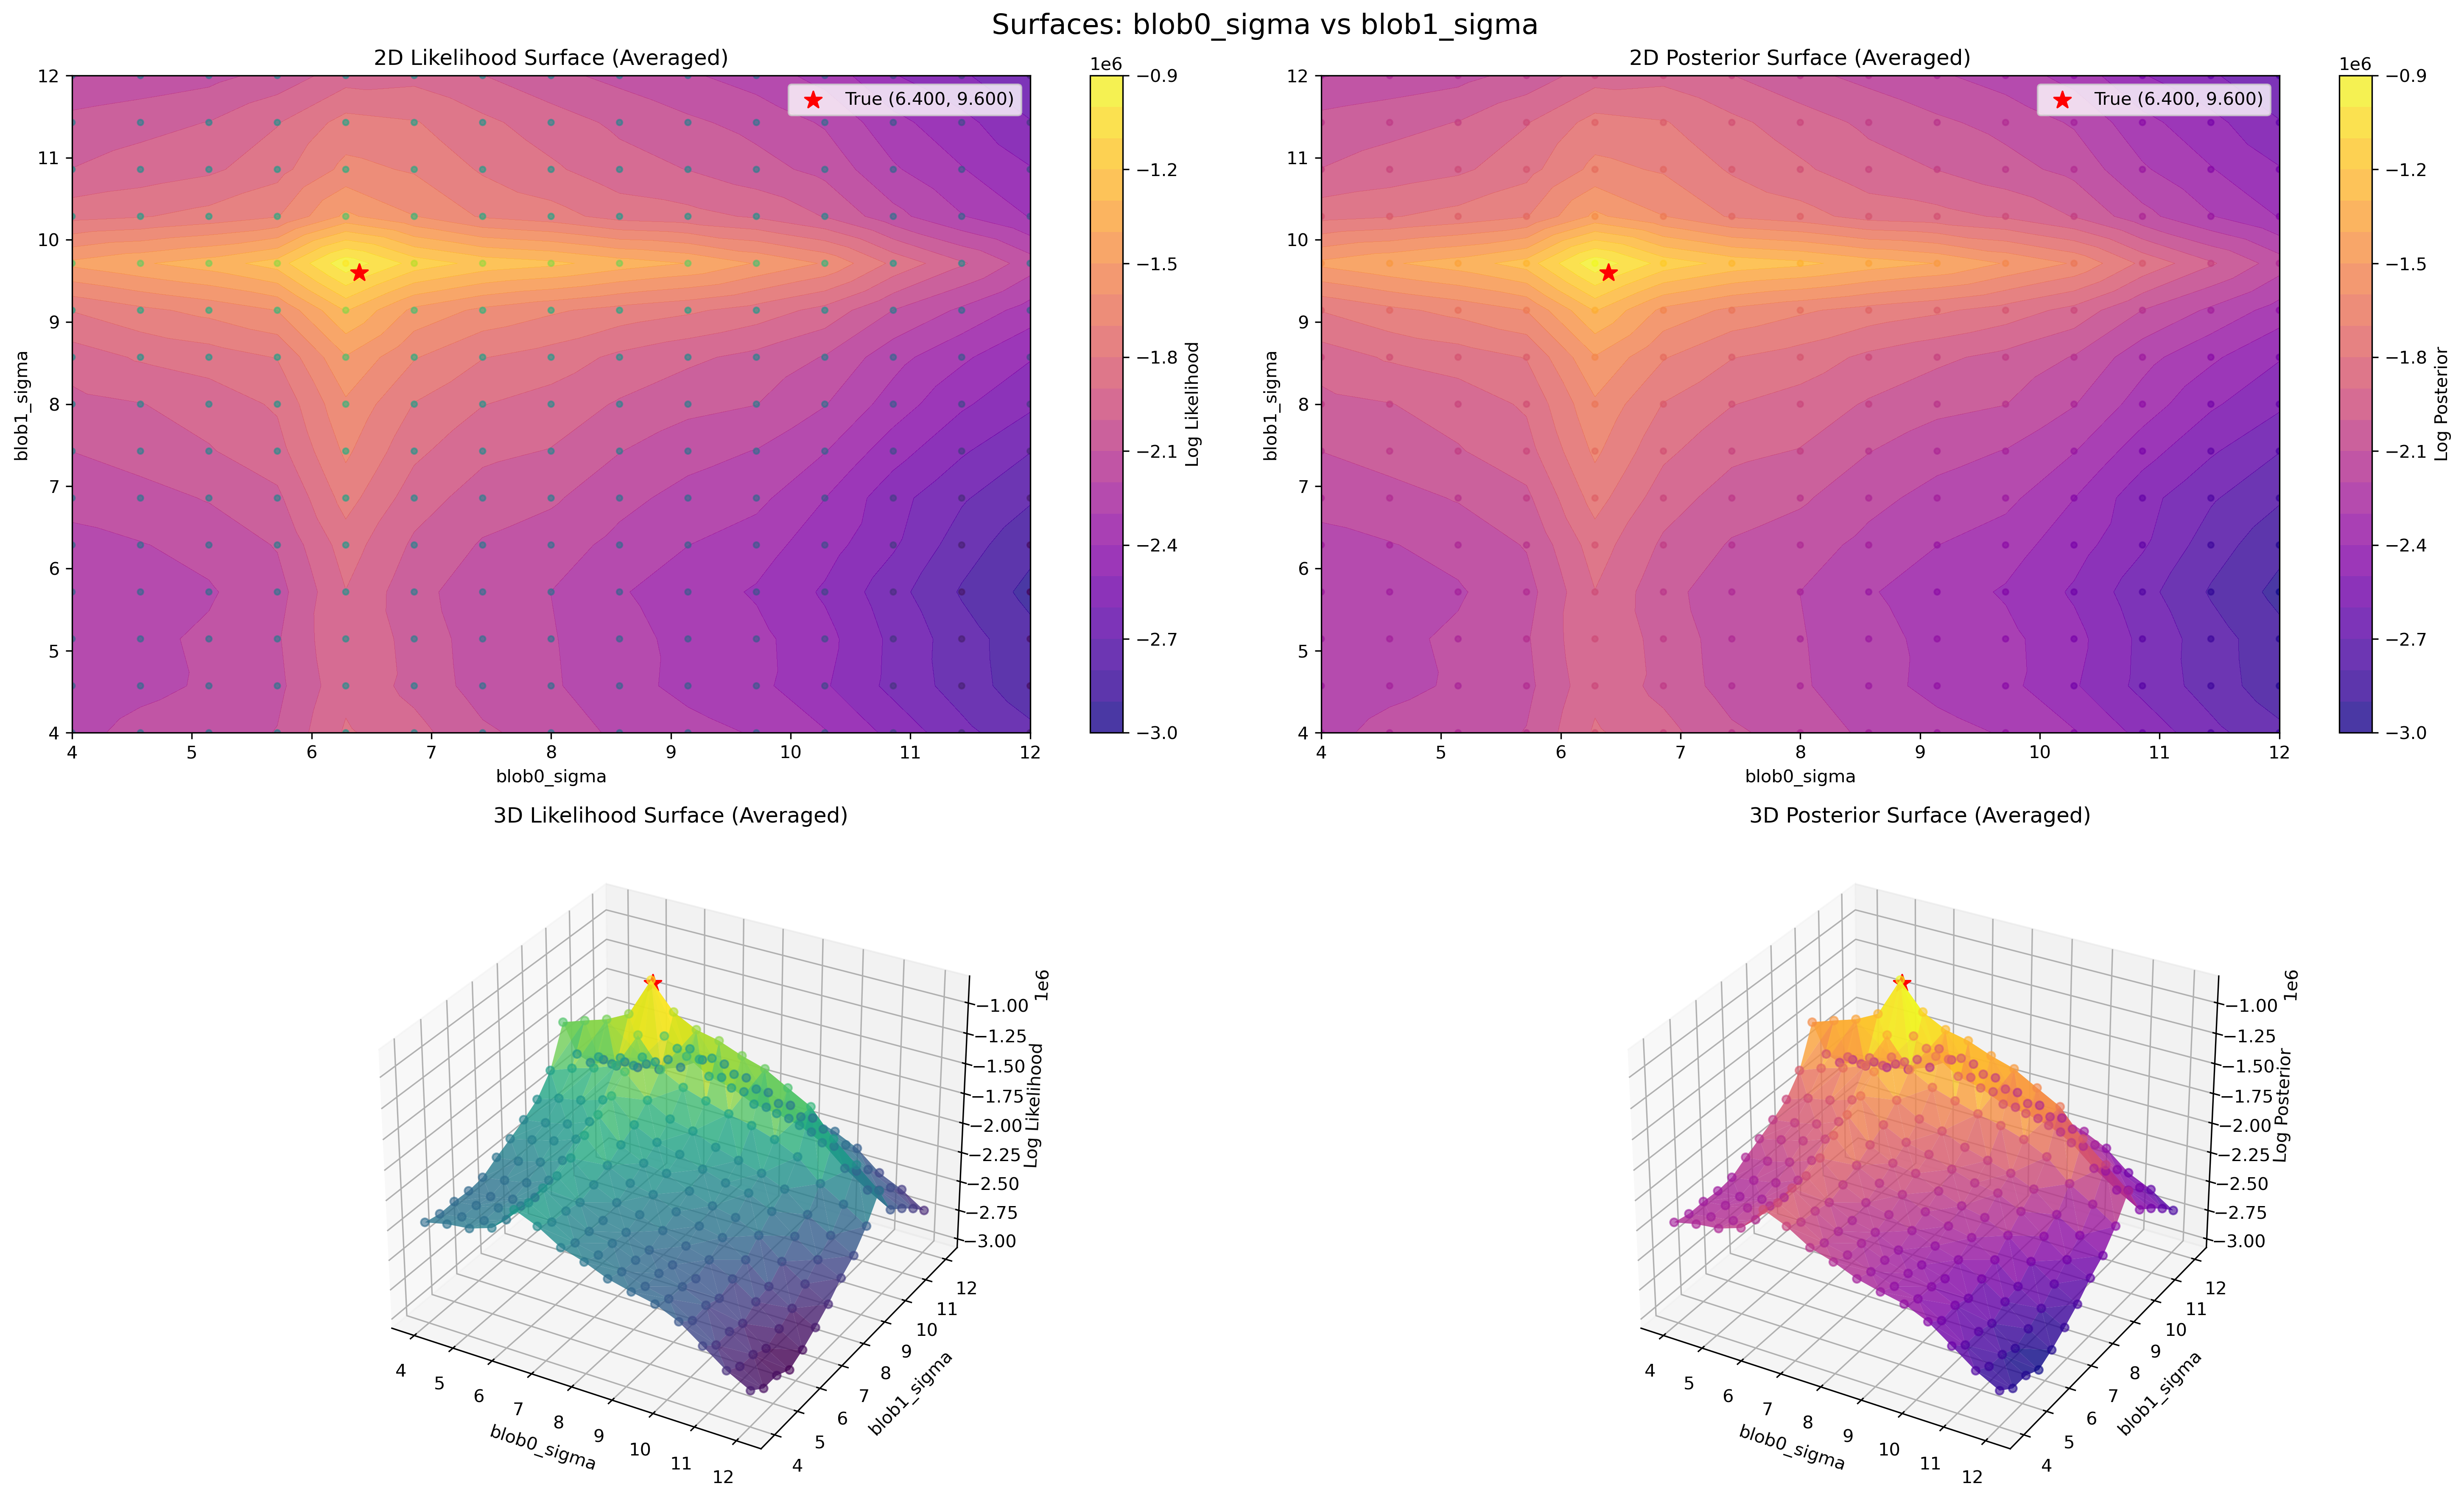 Surfaces: blob0_sigma vs blob1_sigma
2D Likelihood Surface (Averaged)
1e6
True (6.400, 9.600)
12
11
10
9
8
7
6
5
4
blob1_sigma
4 5 6 7 8 9 10 11 12
blob0_sigma
−0.9
−1.2
−1.5
−1.8
−2.1
−2.4
−2.7
−3.0
Log Likelihood
2D Posterior Surface (Averaged)
1e6
True (6.400, 9.600)
12
11
10
9
8
7
6
5
4
blob1_sigma
4 5 6 7 8 9 10 11 12
blob0_sigma
−0.9
−1.2
−1.5
−1.8
−2.1
−2.4
−2.7
−3.0
Log Posterior
3D Likelihood Surface (Averaged)
1e6
−1.00
−1.25
−1.50
−1.75
−2.00
−2.25
−2.50
−2.75
−3.00
Log Likelihood
12
11
10
9
8
7
6
5
4
blob1_sigma
4 5 6 7 8 9 10 11 12
blob0_sigma
3D Posterior Surface (Averaged)
1e6
−1.00
−1.25
−1.50
−1.75
−2.00
−2.25
−2.50
−2.75
−3.00
Log Posterior
12
11
10
9
8
7
6
5
4
blob1_sigma
4 5 6 7 8 9 10 11 12
blob0_sigma